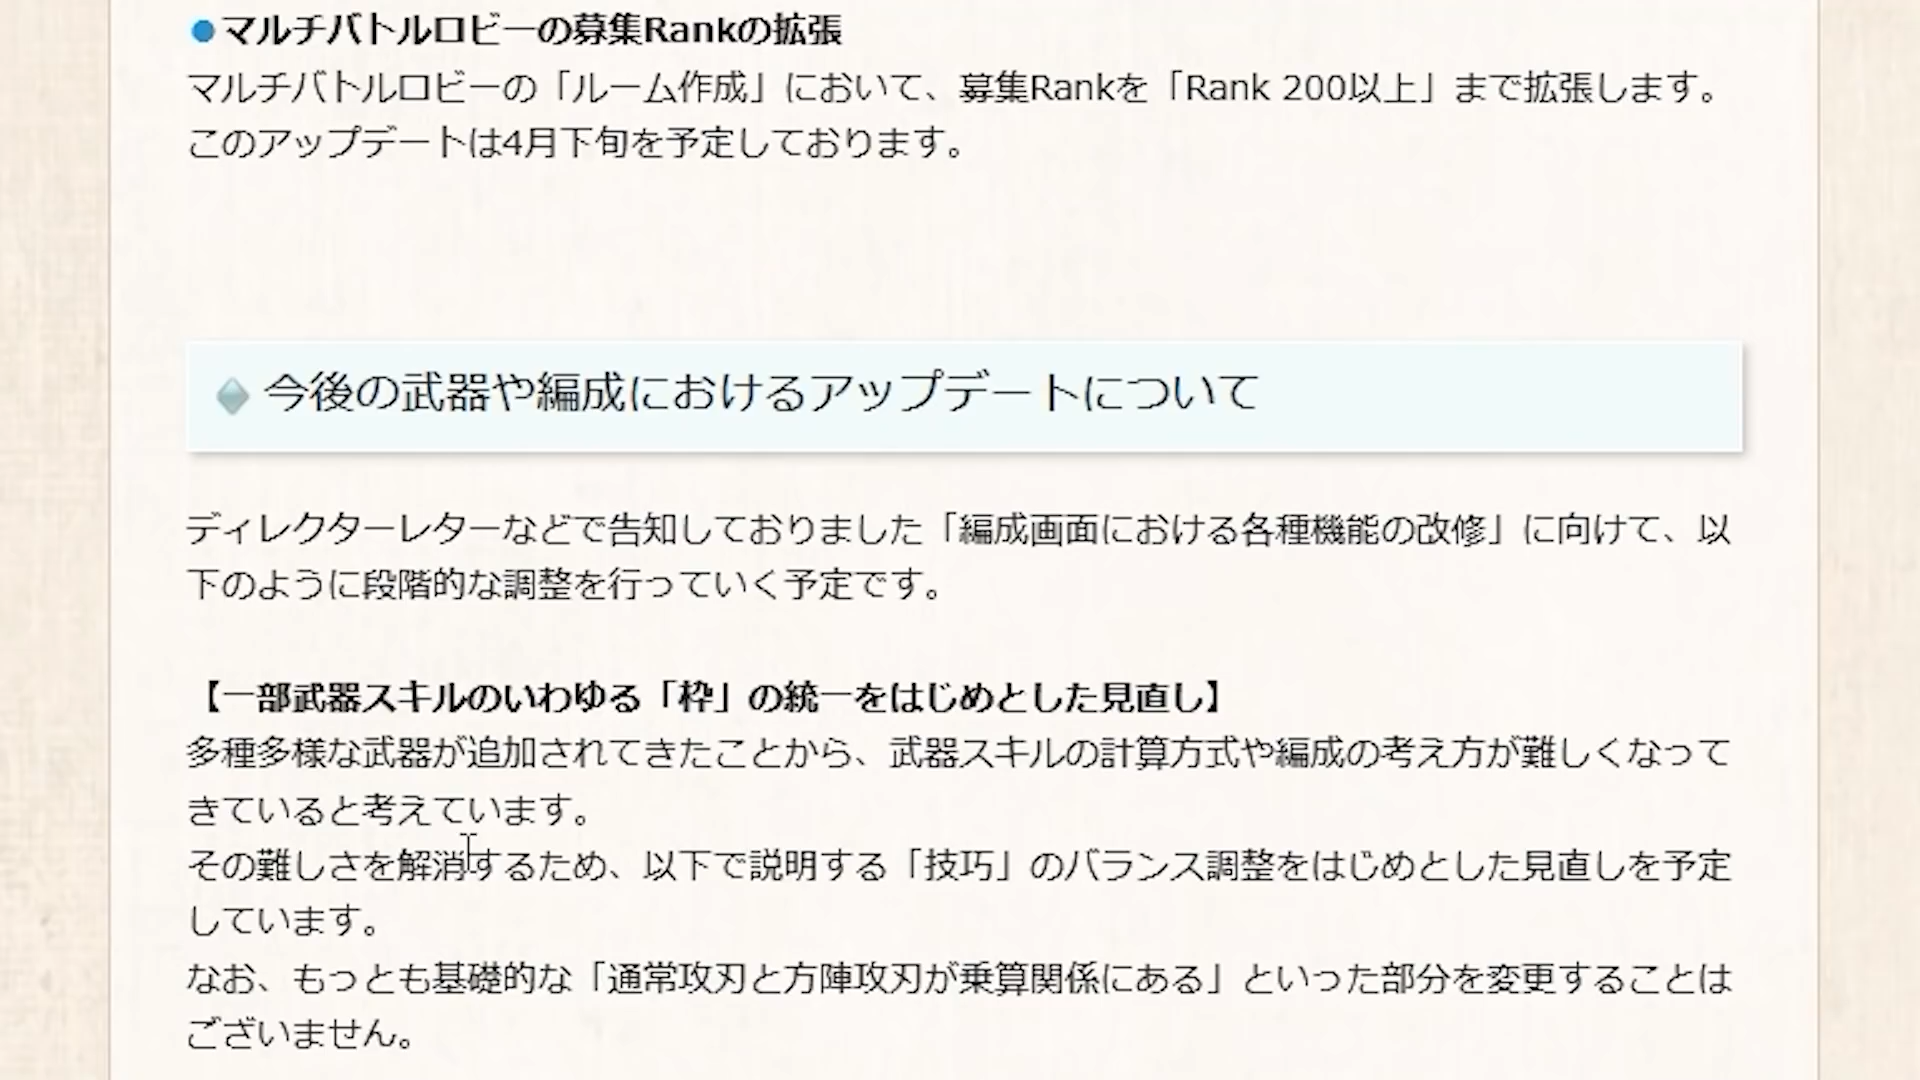 ●マルチバトルロビーの募集Rankの拡張
マルチバトルロビーの「ルーム作成」において、募集Rankを「Rank 200以上」まで拡張します。
このアップデートは4月下旬を予定しております。
今後の武器や編成におけるアップデートについて
ディレクターレターなどで告知しておりました「編成画面における各種機能の改修」に向けて、以
下のように段階的な調整を行っていく予定です。
【一部武器スキルのいわゆる「枠」の統一をはじめとした見直し】
多種多様な武器が追加されてきたことから、武器スキルの計算方式や編成の考え方が難しくなって
きていると考えています。
その難しさを解消するため、以下で説明する「技巧」のバランス調整をはじめとした見直しを予定
しています。
なお、もっとも基礎的な「通常攻刃と方陣攻刃が乗算関係にある」といった部分を変更することは
ございません。